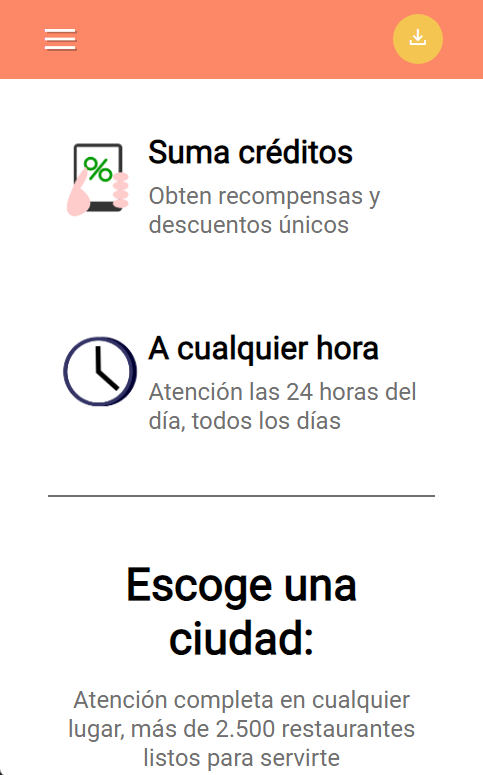 %
Suma créditos
Obten recompensas y
descuentos únicos
A cualquier hora
Atención las 24 horas del
día, todos los días
Escoge una
ciudad:
Atención completa en cualquier
lugar, más de 2.500 restaurantes
listos para servirte